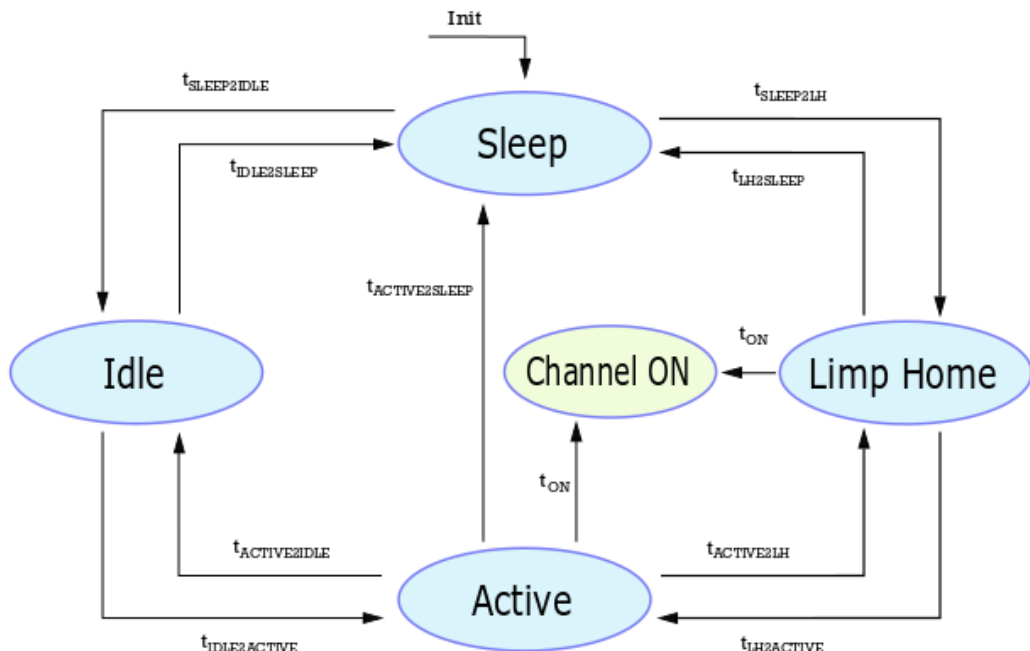 Init
tSLEEP2IDLE
tSLEEP2LH
Sleep
tIDLE2SLEEP
tLH2SLEEP
tACTIVE2SLEEP
tON
Idle
Channel ON
Limp Home
tON
tACTIVE2IDLE
tACTIVE2LH
Active
tIDLE2ACTIVE
tLH2ACTIVE